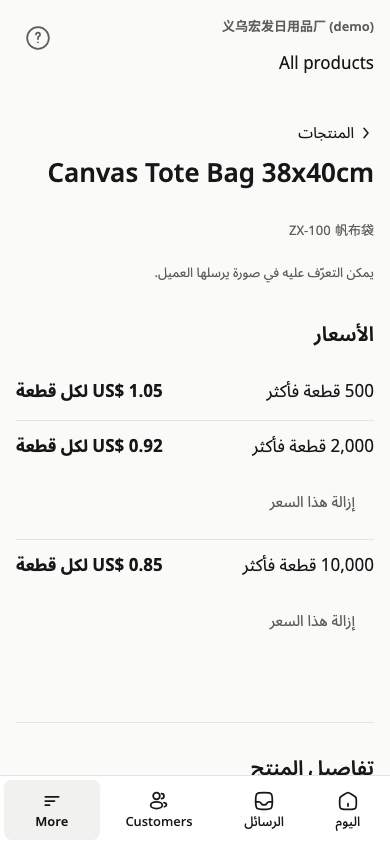 义乌宏发日用品厂 (demo)
All products
المنتجات
Canvas Tote Bag 38x40cm
ZX-100 帆布袋
يمكن التعرّف عليه في صورة يرسلها العميل.
الأسعار
500 قطعة فأكثر US$ 1.05 لكل قطعة
2,000 قطعة فأكثر US$ 0.92 لكل قطعة
إزالة هذا السعر
10,000 قطعة فأكثر US$ 0.85 لكل قطعة
إزالة هذا السعر
تفاصيل المنتج
اليوم
الرسائل
Customers
More